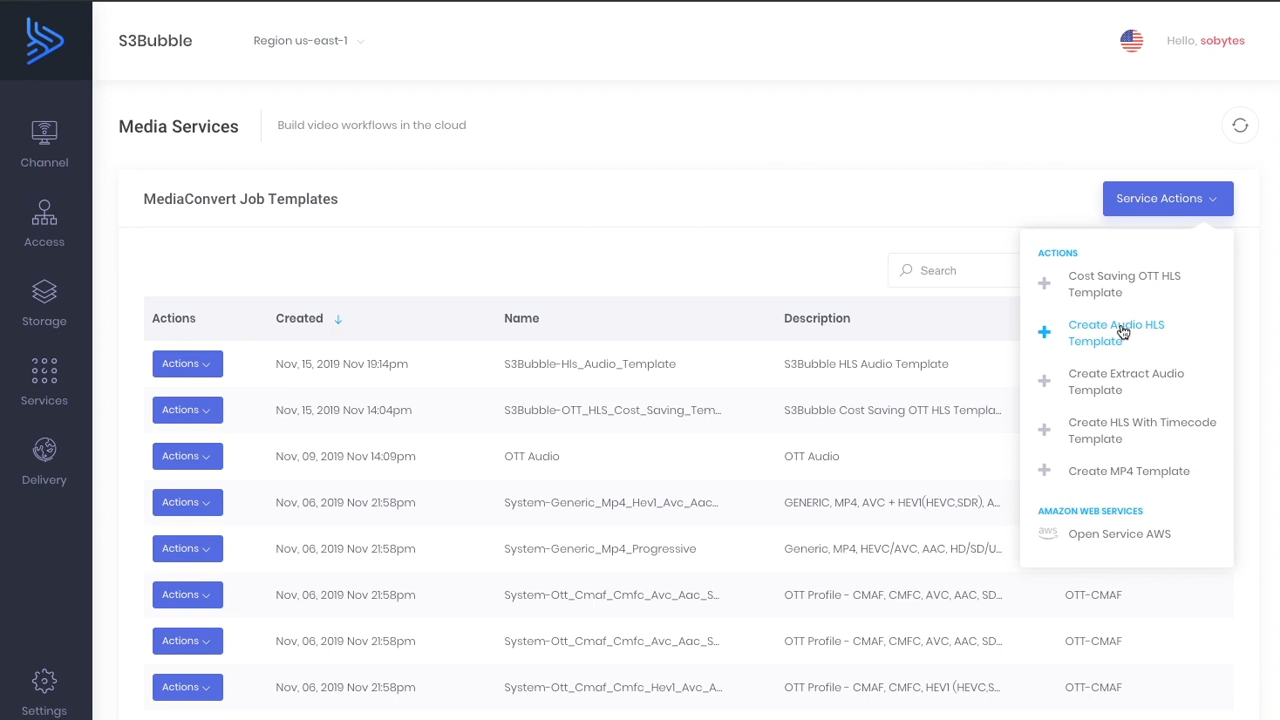 S3Bubble
Region us-east-1
Hello, sobytes
Media Services
Build video workflows in the cloud
MediaConvert Job Templates
Service Actions
Channel
Access
Storage
Services
Delivery
Settings
Search
ACTIONS
Cost Saving OTT HLS
Template
Create Audio HLS
Template
Create Extract Audio
Template
Create HLS With Timecode
Template
Create MP4 Template
AMAZON WEB SERVICES
aws Open Service AWS
Actions Created Name Description
Actions Nov, 15, 2019 Nov 19:14pm S3Bubble-Hls_Audio_Template S3Bubble HLS Audio Template
Actions Nov, 15, 2019 Nov 14:04pm S3Bubble-OTT_HLS_Cost_Saving_Tem... S3Bubble Cost Saving OTT HLS Templa...
Actions Nov, 09, 2019 Nov 14:09pm OTT Audio OTT Audio
Actions Nov, 06, 2019 Nov 21:58pm System-Generic_Mp4_Hev1_Avc_Aac... GENERIC, MP4, AVC + HEV1(HEVC,SDR), A...
Actions Nov, 06, 2019 Nov 21:58pm System-Generic_Mp4_Progressive Generic, MP4, HEVC/AVC, AAC, HD/SD/U...
Actions Nov, 06, 2019 Nov 21:58pm System-Ott_Cmaf_Cmfc_Avc_Aac_S... OTT Profile - CMAF, CMFC, AVC, AAC, SD... OTT-CMAF
Actions Nov, 06, 2019 Nov 21:58pm System-Ott_Cmaf_Cmfc_Avc_Aac_S... OTT Profile - CMAF, CMFC, AVC, AAC, SD... OTT-CMAF
Actions Nov, 06, 2019 Nov 21:58pm System-Ott_Cmaf_Cmfc_Hev1_Avc_A... OTT Profile - CMAF, CMFC, HEV1 (HEVC,S... OTT-CMAF